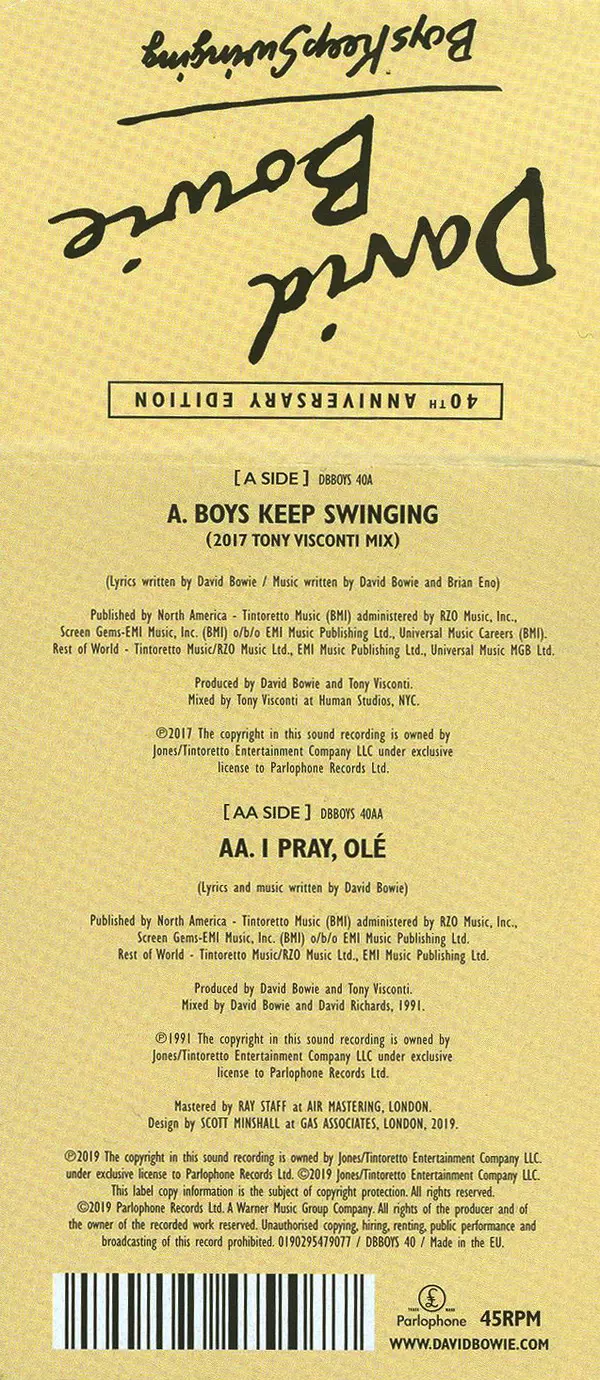 Boys Keep Swinging
David
Bowie
40TH ANNIVERSARY EDITION
[A SIDE] DBBOYS 40A
A. BOYS KEEP SWINGING
(2017 TONY VISCONTI MIX)
(Lyrics written by David Bowie / Music written by David Bowie and Brian Eno)
Published by North America - Tintoretto Music (BMI) administered by RZO Music, Inc.,
Screen Gems-EMI Music, Inc. (BMI) o/b/o EMI Music Publishing Ltd., Universal Music Careers (BMI).
Rest of World - Tintoretto Music/RZO Music Ltd., EMI Music Publishing Ltd., Universal Music MGB Ltd.
Produced by David Bowie and Tony Visconti.
Mixed by Tony Visconti at Human Studios, NYC.
℗2017 The copyright in this sound recording is owned by
Jones/Tintoretto Entertainment Company LLC under exclusive
license to Parlophone Records Ltd.
[AA SIDE] DBBOYS 40AA
AA. I PRAY, OLÉ
(Lyrics and music written by David Bowie)
Published by North America - Tintoretto Music (BMI) administered by RZO Music, Inc.,
Screen Gems-EMI Music, Inc. (BMI) o/b/o EMI Music Publishing Ltd.
Rest of World - Tintoretto Music/RZO Music Ltd., EMI Music Publishing Ltd.
Produced by David Bowie and Tony Visconti.
Mixed by David Bowie and David Richards, 1991.
℗1991 The copyright in this sound recording is owned by
Jones/Tintoretto Entertainment Company LLC under exclusive
license to Parlophone Records Ltd.
Mastered by RAY STAFF at AIR MASTERING, LONDON.
Design by SCOTT MINSHALL at GAS ASSOCIATES, LONDON, 2019.
℗2019 The copyright in this sound recording is owned by Jones/Tintoretto Entertainment Company LLC.
under exclusive license to Parlophone Records Ltd. ©2019 Jones/Tintoretto Entertainment Company LLC.
This label copy information is the subject of copyright protection. All rights reserved.
©2019 Parlophone Records Ltd. A Warner Music Group Company. All rights of the producer and of
the owner of the recorded work reserved. Unauthorised copying, hiring, renting, public performance and
broadcasting of this record prohibited. 0190295479077 / DBBOYS 40 / Made in the EU.
£
TRADE MARK
Parlophone 45RPM
WWW.DAVIDBOWIE.COM